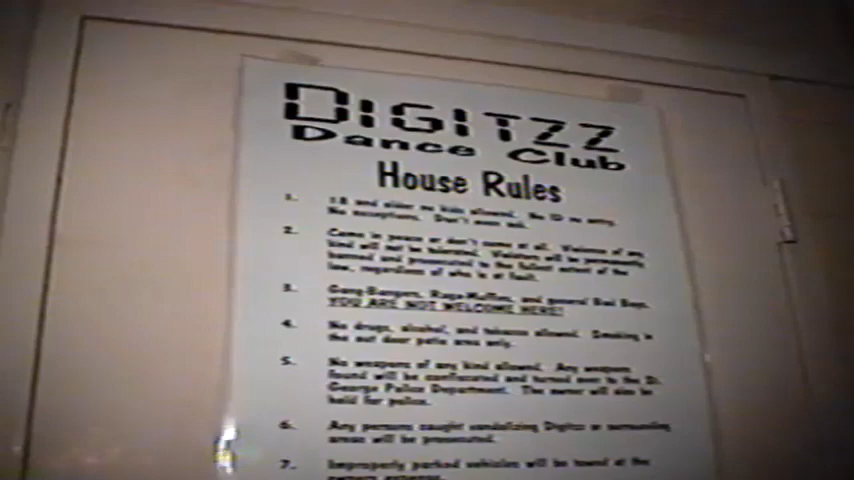 DIGITZZ
Dance Club
House Rules
1. 18 and older no kids allowed. No ID no entry.
No exceptions. Don't even ask.
2. Come in peace or don't come at all. Violence of any
kind will not be tolerated. Violators will be permanently
banned and prosecuted to the fullest extent of the
law, regardless of who is at fault.
3. Gang-Bangers, Raga-Muffins, and general Bad Boys,
YOU ARE NOT WELCOME HERE!
4. No drugs, alcohol, and tobacco allowed. Smoking in
the out door patio area only.
5. No weapons of any kind allowed. Any weapons
found will be confiscated and turned over to the St.
George Police Department. The owner will also be
held for police.
6. Any persons caught vandalizing Digitzz or surrounding
areas will be prosecuted.
7. Improperly parked vehicles will be towed at the
owners expense.